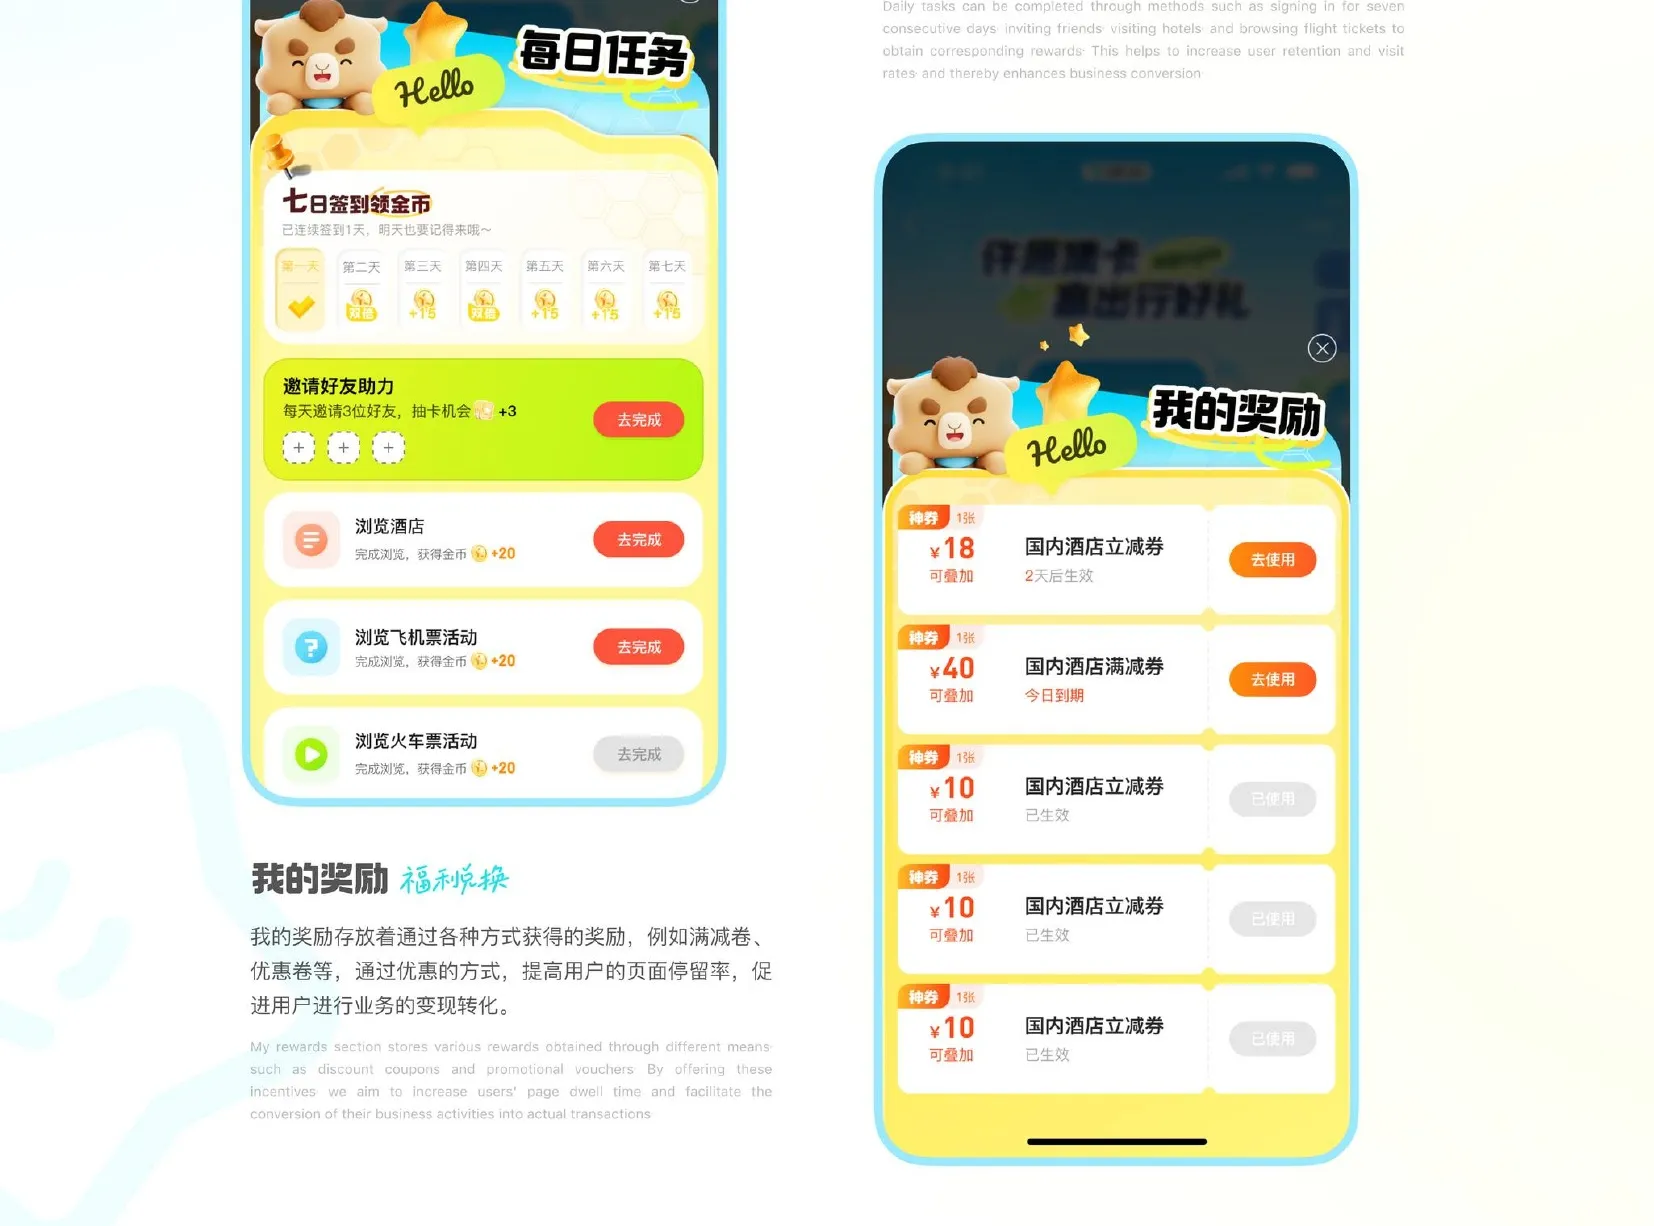 每日任务
Hello
七日签到领金币
已连续签到1天，明天也要记得来哦～
第一天 第二天 第三天 第四天 第五天 第六天 第七天
双倍 +15 双倍 +15 +15 +15
邀请好友助力
每天邀请3位好友，抽卡机会 +3
去完成
+ + +
浏览酒店
完成浏览，获得金币 +20
去完成
浏览飞机票活动
完成浏览，获得金币 +20
去完成
浏览火车票活动
完成浏览，获得金币 +20
去完成
我的奖励 福利兑换
我的奖励存放着通过各种方式获得的奖励，例如满减卷、
优惠卷等，通过优惠的方式，提高用户的页面停留率，促
进用户进行业务的变现转化。
My rewards section stores various rewards obtained through different means
such as discount coupons and promotional vouchers By offering these
incentives we aim to increase users' page dwell time and facilitate the
conversion of their business activities into actual transactions
Daily tasks can be completed through methods such as signing in for seven
consecutive days inviting friends visiting hotels and browsing flight tickets to
obtain corresponding rewards This helps to increase user retention and visit
rates and thereby enhances business conversion
赢出行好礼
我的奖励
Hello
神券 1张
¥18
可叠加
国内酒店立减券
2天后生效
去使用
神券 1张
¥40
可叠加
国内酒店满减券
今日到期
去使用
神券 1张
¥10
可叠加
国内酒店立减券
已生效
已使用
神券 1张
¥10
可叠加
国内酒店立减券
已生效
已使用
神券 1张
¥10
可叠加
国内酒店立减券
已生效
已使用